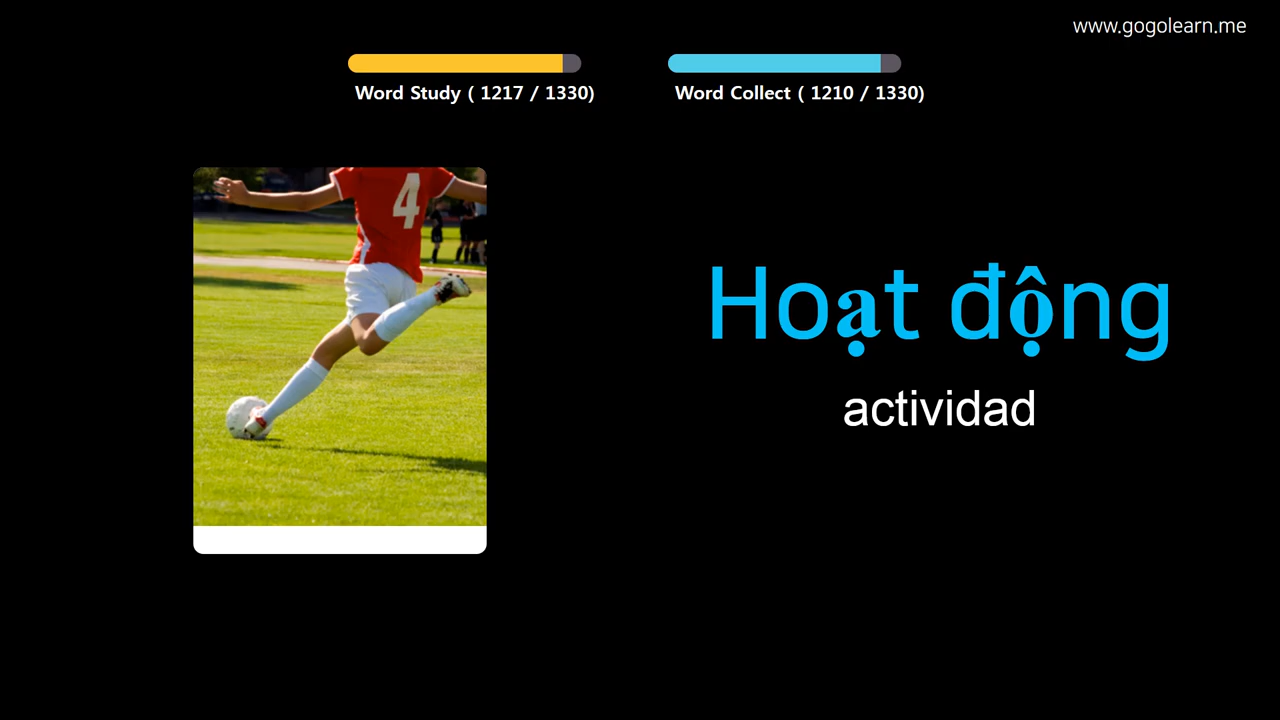 www.gogolearn.me
Word Study ( 1217 / 1330)
Word Collect ( 1210 / 1330)
4
Hoạt động
actividad